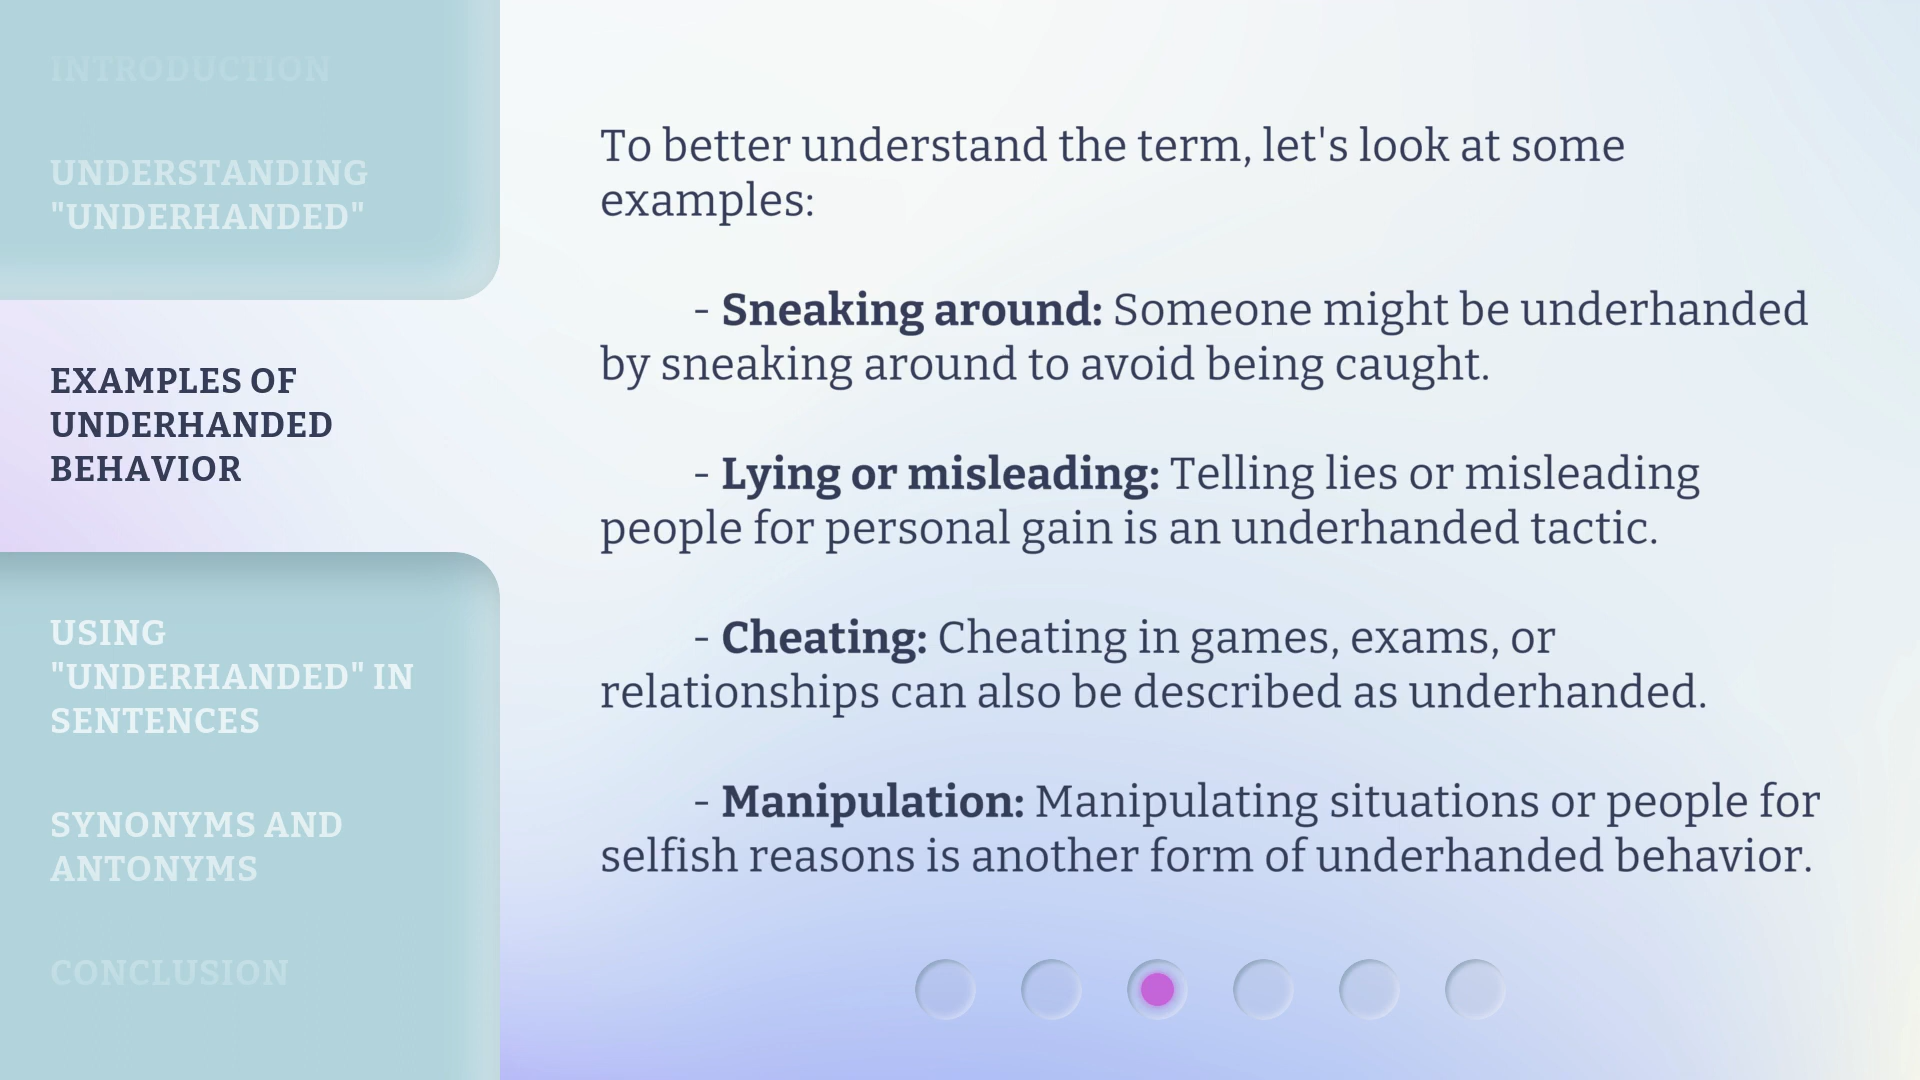 INTRODUCTION
UNDERSTANDING
"UNDERHANDED"
EXAMPLES OF
UNDERHANDED
BEHAVIOR
USING
"UNDERHANDED" IN
SENTENCES
SYNONYMS AND
ANTONYMS
CONCLUSION
To better understand the term, let's look at some
examples:
- Sneaking around: Someone might be underhanded
by sneaking around to avoid being caught.
- Lying or misleading: Telling lies or misleading
people for personal gain is an underhanded tactic.
- Cheating: Cheating in games, exams, or
relationships can also be described as underhanded.
- Manipulation: Manipulating situations or people for
selfish reasons is another form of underhanded behavior.